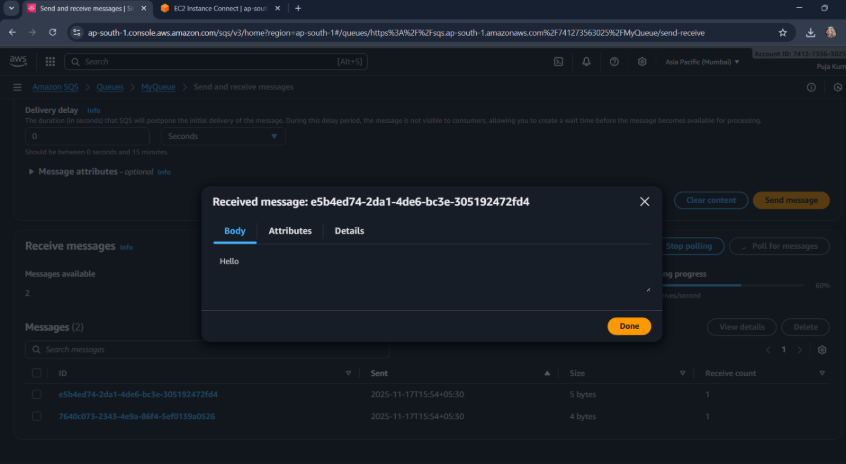 Send and receive messages | Si
EC2 Instance Connect | ap-sout
ap-south-1.console.aws.amazon.com/sqs/v3/home?region=ap-south-1#/queues/https%3A%2F%2Fsqs.ap-south-1.amazonaws.com%2F741273563025%2FMyQueue/send-receive
aws
Search
[Alt+S]
Asia Pacific (Mumbai)
Puja Kum
Amazon SQS > Queues > MyQueue > Send and receive messages
Delivery delay Info
The duration (in seconds) that SQS will postpone the initial delivery of the message. During this delay period, the message is not visible to consumers, allowing you to create a wait time before the message becomes available for processing.
0
Seconds
Should be between 0 seconds and 15 minutes.
Message attributes - optional Info
Clear content
Send message
Received message: e5b4ed74-2da1-4de6-bc3e-305192472fd4
Body
Attributes
Details
Hello
Done
Receive messages Info
Stop polling
Poll for messages
Messages available
2
ng progress
60%
ives/second
Messages (2)
View details
Delete
Search messages
1
ID Sent Size Receive count
e5b4ed74-2da1-4de6-bc3e-305192472fd4 2025-11-17T15:54+05:30 5 bytes 1
7640c073-2343-4e9a-86f4-5ef0139a0526 2025-11-17T15:54+05:30 4 bytes 1